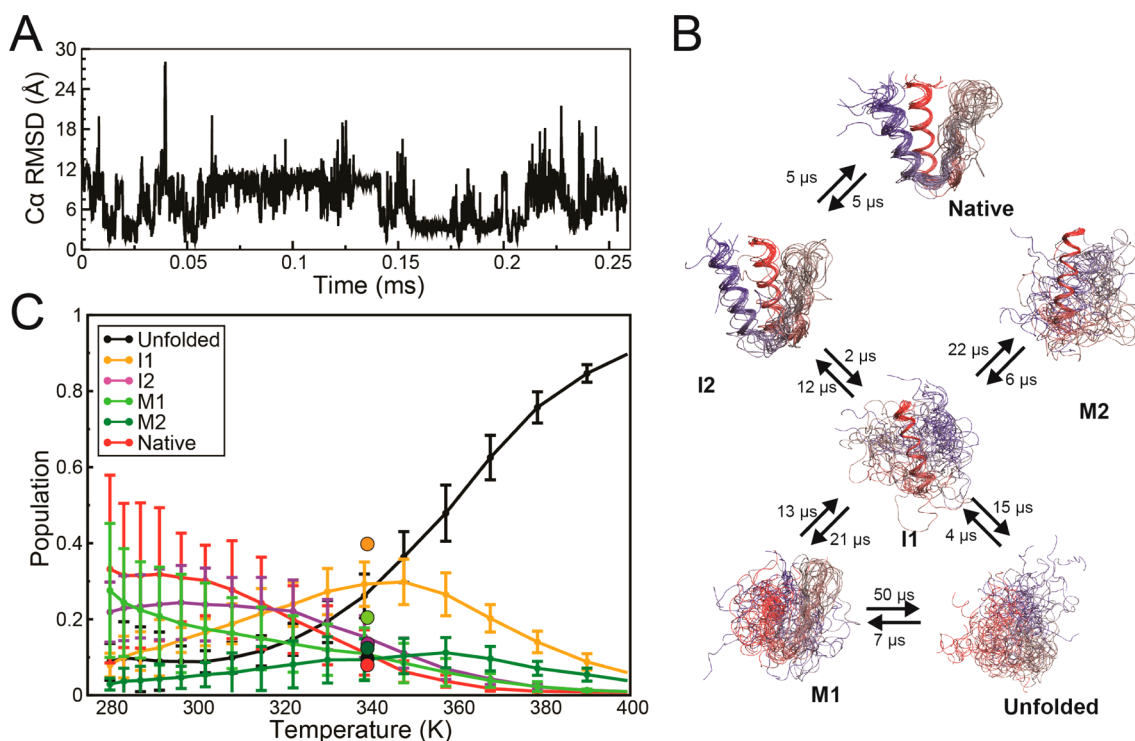 A
30
24
18
12
6
0
Cα RMSD (Å)
0
0.05
0.1
0.15
0.2
0.25
Time (ms)
B
5 µs
5 µs
Native
I2
2 µs
12 µs
22 µs
6 µs
M2
I1
13 µs
21 µs
15 µs
4 µs
M1
50 µs
7 µs
Unfolded
C
1
0.8
0.6
0.4
0.2
0
Population
Unfolded
I1
I2
M1
M2
Native
280
300
320
340
360
380
400
Temperature (K)